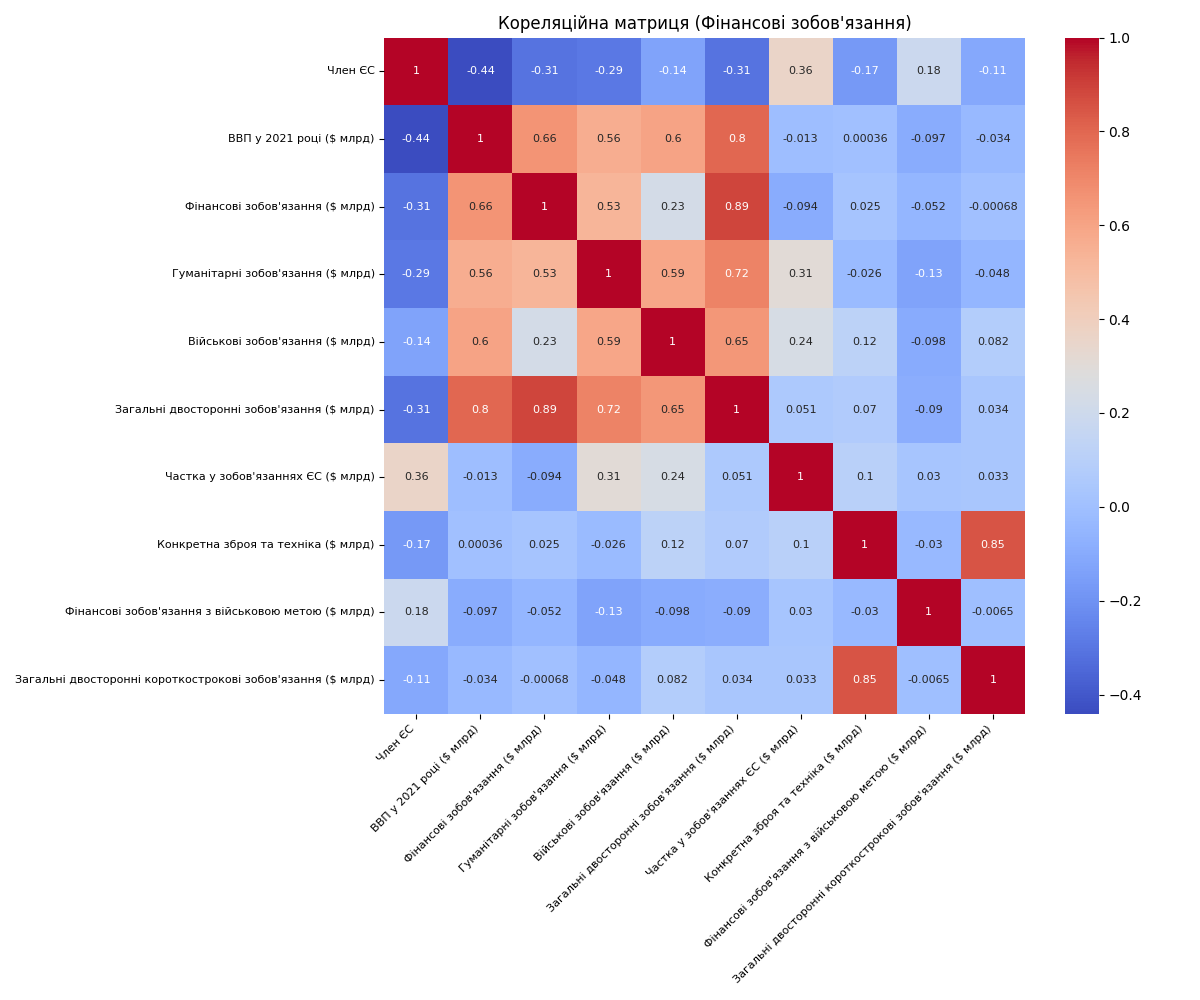 Кореляційна матриця (Фінансові зобов'язання)
Член ЄС 1 -0.44 -0.31 -0.29 -0.14 -0.31 0.36 -0.17 0.18 -0.11
ВВП у 2021 році ($ млрд) -0.44 1 0.66 0.56 0.6 0.8 -0.013 0.00036 -0.097 -0.034
Фінансові зобов'язання ($ млрд) -0.31 0.66 1 0.53 0.23 0.89 -0.094 0.025 -0.052 -0.00068
Гуманітарні зобов'язання ($ млрд) -0.29 0.56 0.53 1 0.59 0.72 0.31 -0.026 -0.13 -0.048
Військові зобов'язання ($ млрд) -0.14 0.6 0.23 0.59 1 0.65 0.24 0.12 -0.098 0.082
Загальні двосторонні зобов'язання ($ млрд) -0.31 0.8 0.89 0.72 0.65 1 0.051 0.07 -0.09 0.034
Частка у зобов'язаннях ЄС ($ млрд) 0.36 -0.013 -0.094 0.31 0.24 0.051 1 0.1 0.03 0.033
Конкретна зброя та техніка ($ млрд) -0.17 0.00036 0.025 -0.026 0.12 0.07 0.1 1 -0.03 0.85
Фінансові зобов'язання з військовою метою ($ млрд) 0.18 -0.097 -0.052 -0.13 -0.098 -0.09 0.03 -0.03 1 -0.0065
Загальні двосторонні короткострокові зобов'язання ($ млрд) -0.11 -0.034 -0.00068 -0.048 0.082 0.034 0.033 0.85 -0.0065 1
Член ЄС
ВВП у 2021 році ($ млрд)
Фінансові зобов'язання ($ млрд)
Гуманітарні зобов'язання ($ млрд)
Військові зобов'язання ($ млрд)
Загальні двосторонні зобов'язання ($ млрд)
Частка у зобов'язаннях ЄС ($ млрд)
Конкретна зброя та техніка ($ млрд)
Фінансові зобов'язання з військовою метою ($ млрд)
Загальні двосторонні короткострокові зобов'язання ($ млрд)
1.0
0.8
0.6
0.4
0.2
0.0
−0.2
−0.4